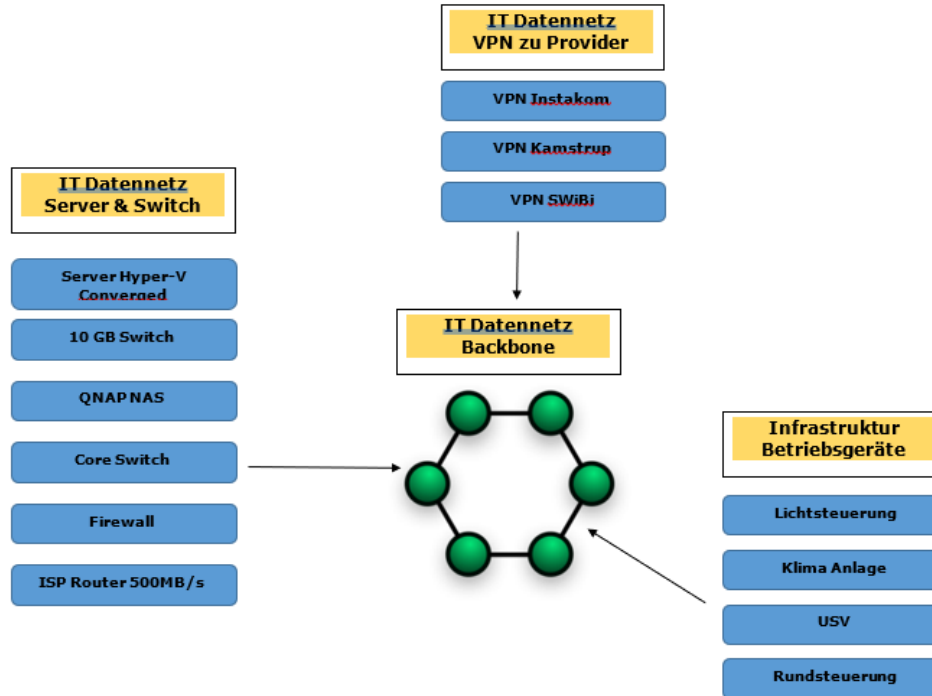 IT Datennetz
VPN zu Provider
VPN Instakom
VPN Kamstrup
VPN SWiBi
IT Datennetz
Server & Switch
Server Hyper-V
Converged
10 GB Switch
QNAP NAS
Core Switch
Firewall
ISP Router 500MB/s
IT Datennetz
Backbone
Infrastruktur
Betriebsgeräte
Lichtsteuerung
Klima Anlage
USV
Rundsteuerung